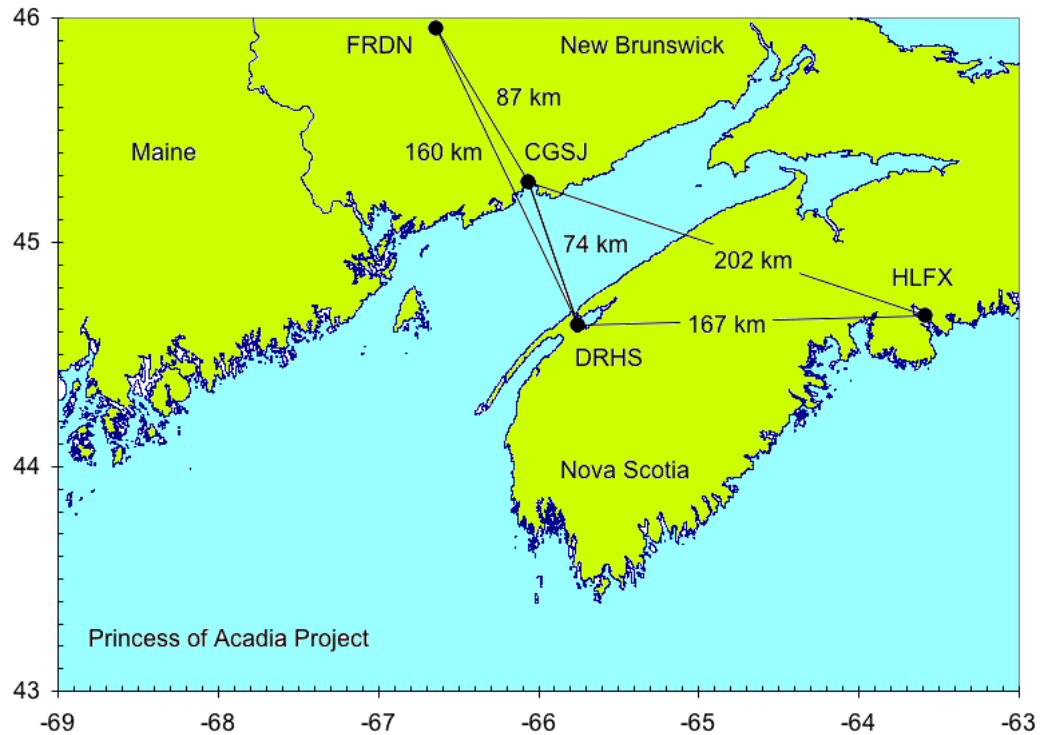 46
FRDN
New Brunswick
87 km
Maine
160 km
CGSJ
45
74 km
202 km
HLFX
167 km
DRHS
44
Nova Scotia
Princess of Acadia Project
43
-69
-68
-67
-66
-65
-64
-63